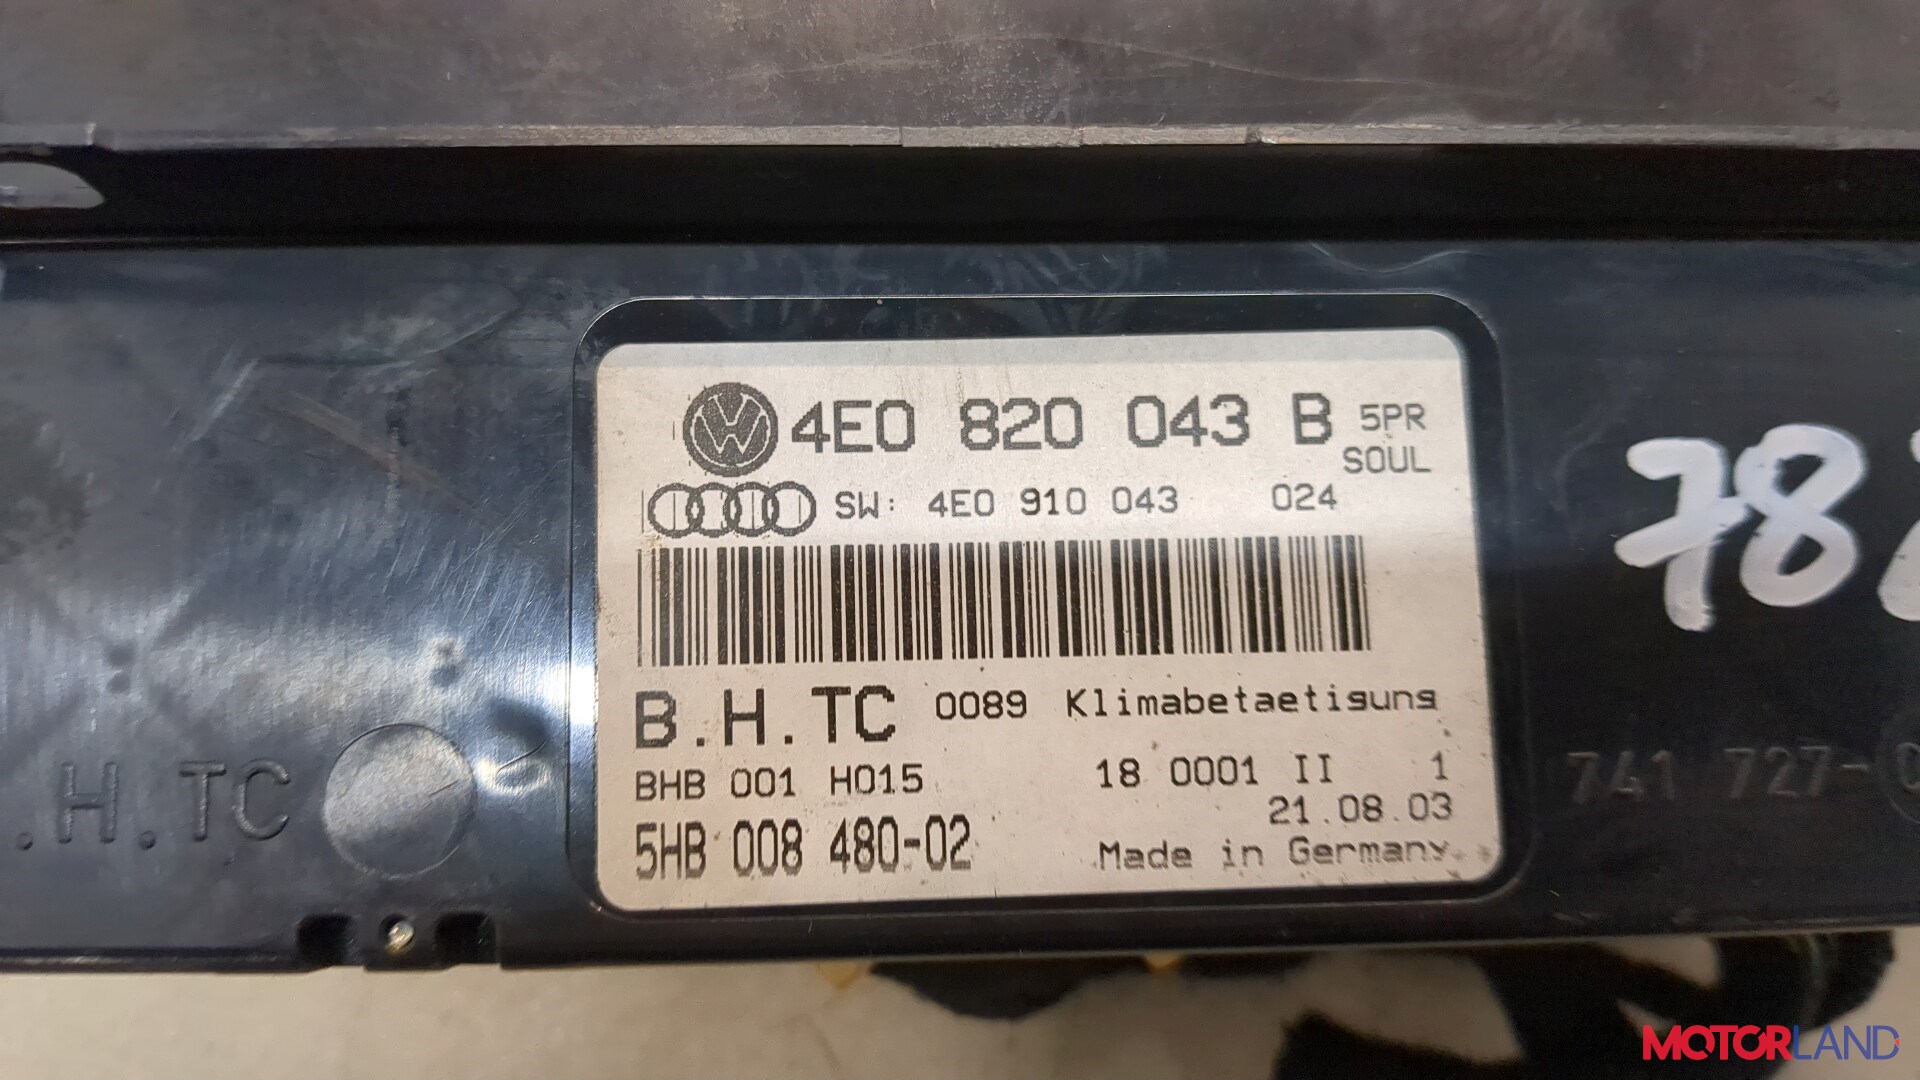 4E0 820 043 B 5PR
SOUL
SW: 4E0 910 043 024
B.H.TC 0089 Klimabetaetigung
BHB 001 H015 18 0001 II 1
21.08.03
5HB 008 480-02 Made in Germany
.H.TC
741 727-
78
MOTORLAND